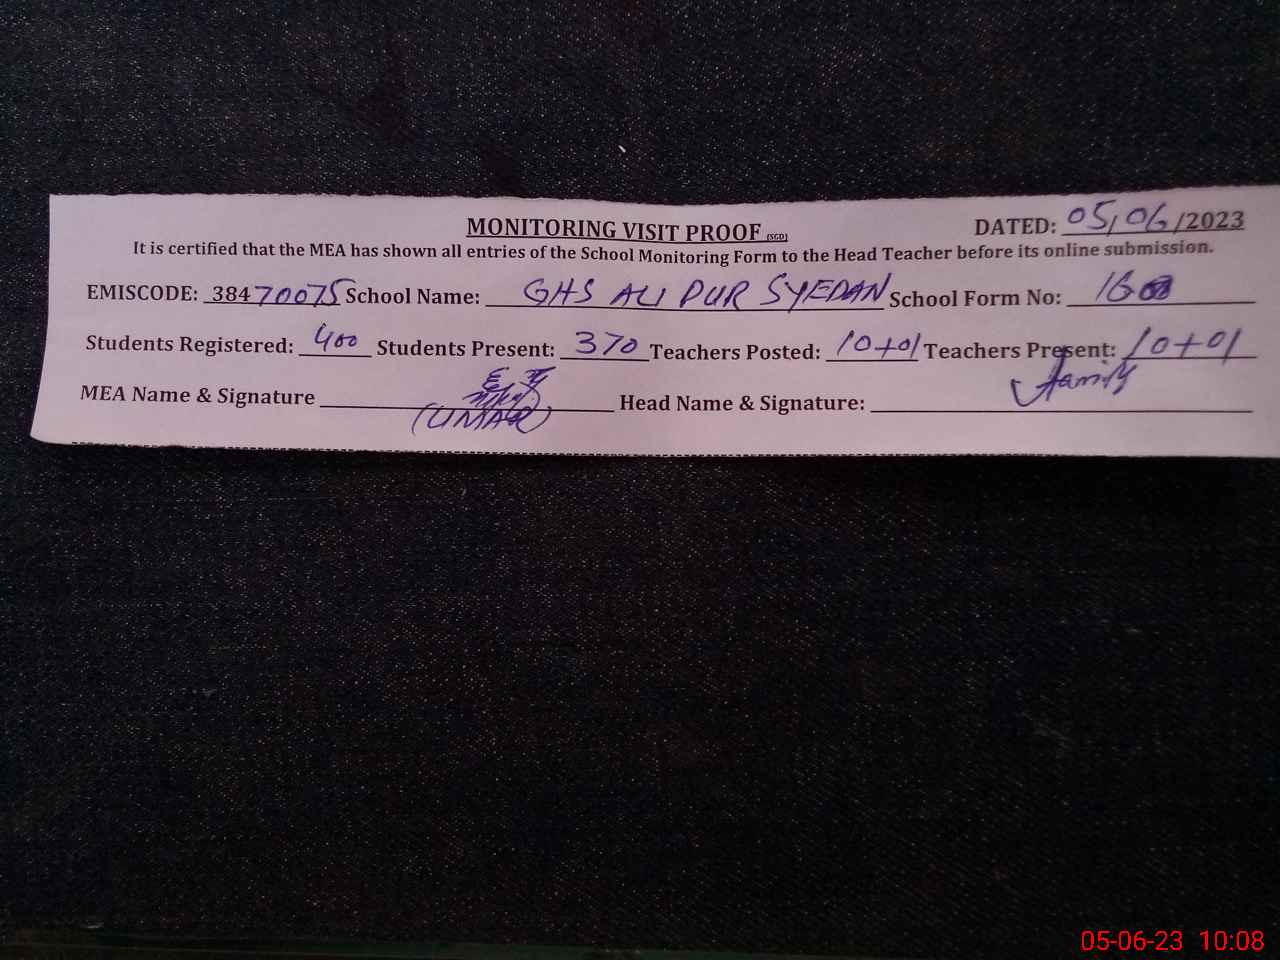 MONITORING VISIT PROOF (SGD) DATED: 05/06/2023
It is certified that the MEA has shown all entries of the School Monitoring Form to the Head Teacher before its online submission.
EMISCODE: 38470075 School Name: GHS ALI PUR SYEDAN School Form No:
Students Registered: 400 Students Present: 370 Teachers Posted: 10+01 Teachers Present: 10+01
MEA Name & Signature Head Name & Signature:
(UMAR)
05-06-23 10:08